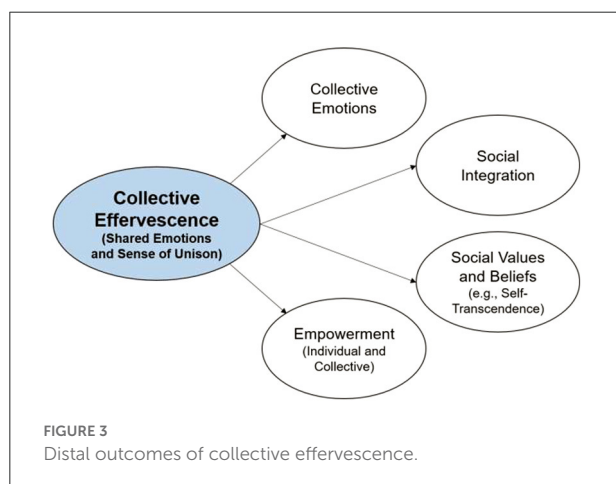 Collective
Emotions
Social
Integration
Collective
Effervescence
(Shared Emotions
and Sense of Unison)
Social Values
and Beliefs
(e.g., Self-
Transcendence)
Empowerment
(Individual and
Collective)
FIGURE 3
Distal outcomes of collective effervescence.